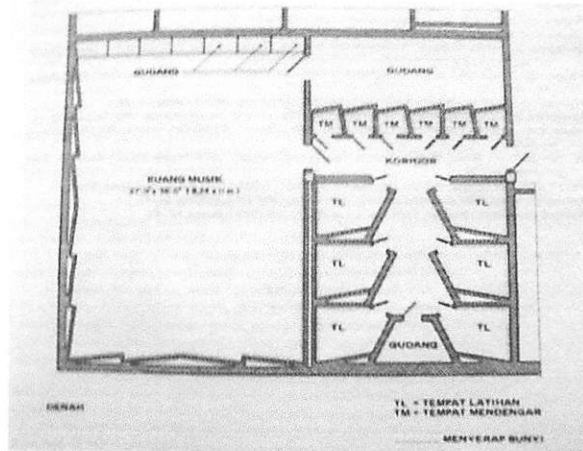 GUDANG
GUDANG
TM TM TM TM TM TM
KORIDOR
RUANG MUSIK
TL TL
TL TL
TL TL
GUDANG
DENAH
TL = TEMPAT LATIHAN
TM = TEMPAT MENDENGAR
MENYERAP BUNYI